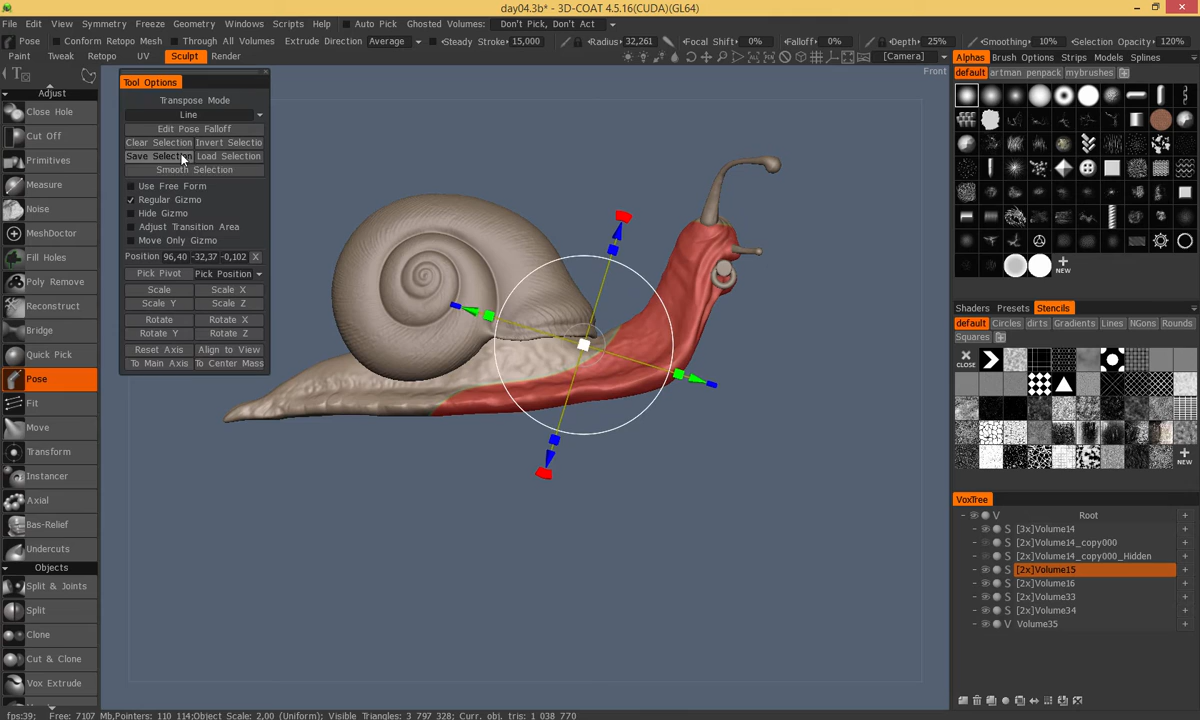 day04.3b* - 3D-COAT 4.5.16(CUDA)(GL64)
File Edit View Symmetry Freeze Geometry Windows Scripts Help Auto Pick Ghosted Volumes: Don't Pick, Don't Act
Pose Conform Retopo Mesh Through All Volumes Extrude Direction Average Steady Stroke 15,000 Radius 32,261 Focal Shift 0% Falloff 0% Depth 25% Smoothing 10% Selection Opacity 120%
Paint Tweak Retopo UV Sculpt Render [Camera]
Front
Adjust
Close Hole
Cut Off
Primitives
Measure
Noise
MeshDoctor
Fill Holes
Poly Remove
Reconstruct
Bridge
Quick Pick
Pose
Fit
Move
Transform
Instancer
Axial
Bas-Relief
Undercuts
Objects
Split & Joints
Split
Clone
Cut & Clone
Vox Extrude
Tool Options
Transpose Mode
Line
Edit Pose Falloff
Clear Selection Invert Selectio
Save Selection Load Selection
Smooth Selection
Use Free Form
Regular Gizmo
Hide Gizmo
Adjust Transition Area
Move Only Gizmo
Position 96,40 -32,37 -0,102 X
Pick Pivot Pick Position
Scale Scale X
Scale Y Scale Z
Rotate Rotate X
Rotate Y Rotate Z
Reset Axis Align to View
To Main Axis To Center Mass
Alphas Brush Options Strips Models Splines
default artman penpack mybrushes
NEW
Shaders Presets Stencils
default Circles dirts Gradients Lines NGons Rounds
Squares
CLOSE
NEW
VoxTree
V Root +
S [3x]Volume14 +
S [2x]Volume14_copy000 +
S [2x]Volume14_copy000_Hidden +
S [2x]Volume15 +
S [2x]Volume16 +
S [2x]Volume33 +
S [2x]Volume34 +
V Volume35 +
fps:39; Free: 7107 Mb,Pointers: 110 114;Object Scale: 2,00 (Uniform); Visible Triangles: 3 797 328; Curr. obj. tris: 1 038 770